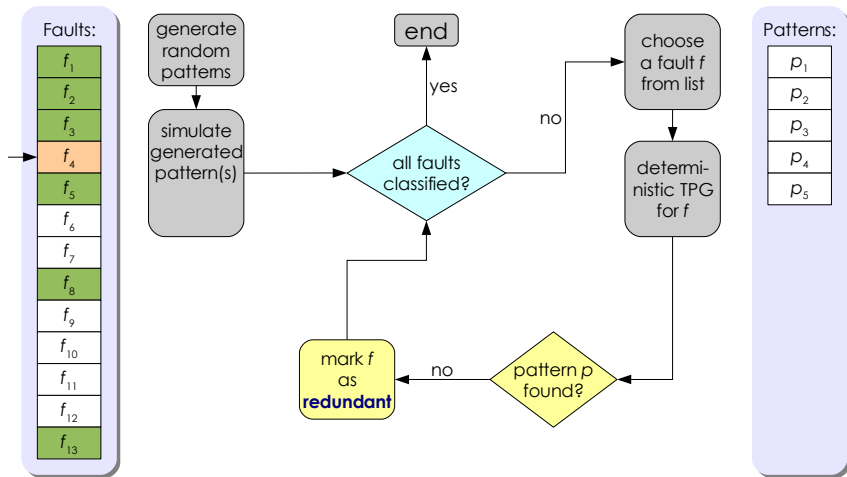 Faults:
f1
f2
f3
f4
f5
f6
f7
f8
f9
f10
f11
f12
f13
generate
random
patterns
simulate
generated
pattern(s)
end
yes
all faults
classified?
no
choose
a fault f
from list
determini-
nistic TPG
for f
pattern p
found?
no
mark f
as
redundant
Patterns:
p1
p2
p3
p4
p5